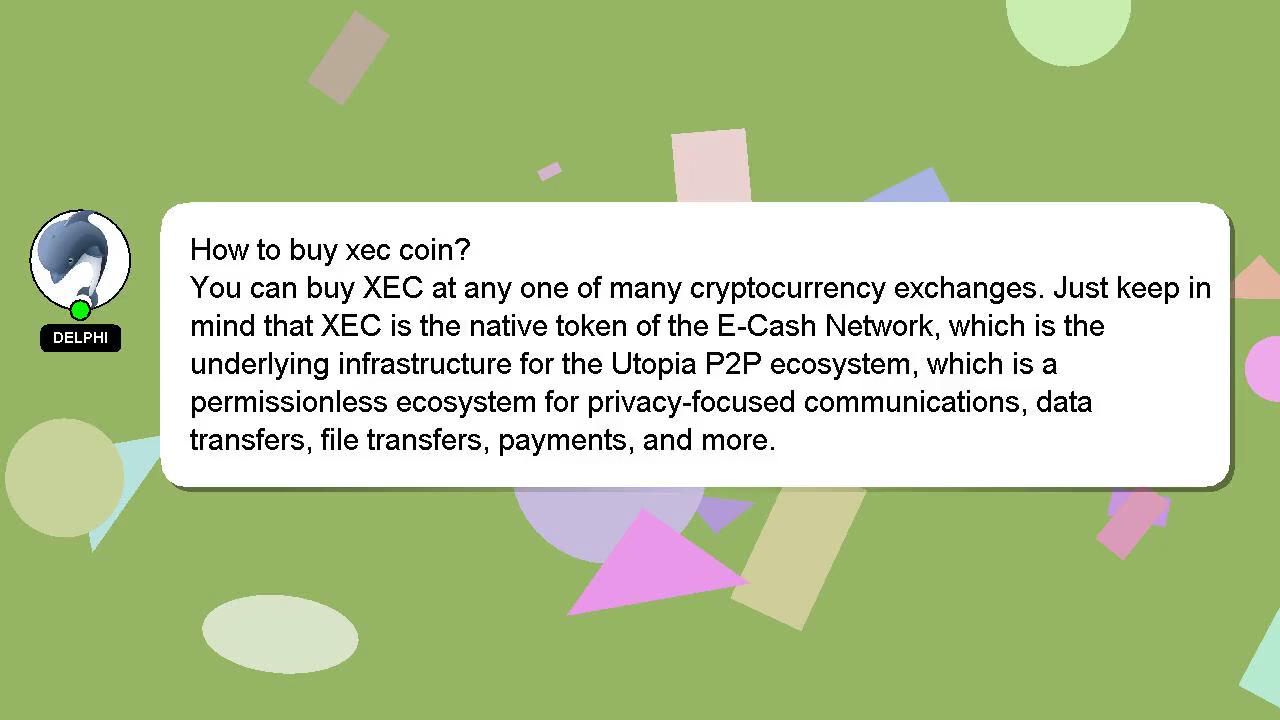 How to buy xec coin?
You can buy XEC at any one of many cryptocurrency exchanges. Just keep in
mind that XEC is the native token of the E-Cash Network, which is the
underlying infrastructure for the Utopia P2P ecosystem, which is a
permissionless ecosystem for privacy-focused communications, data
transfers, file transfers, payments, and more.
DELPHI